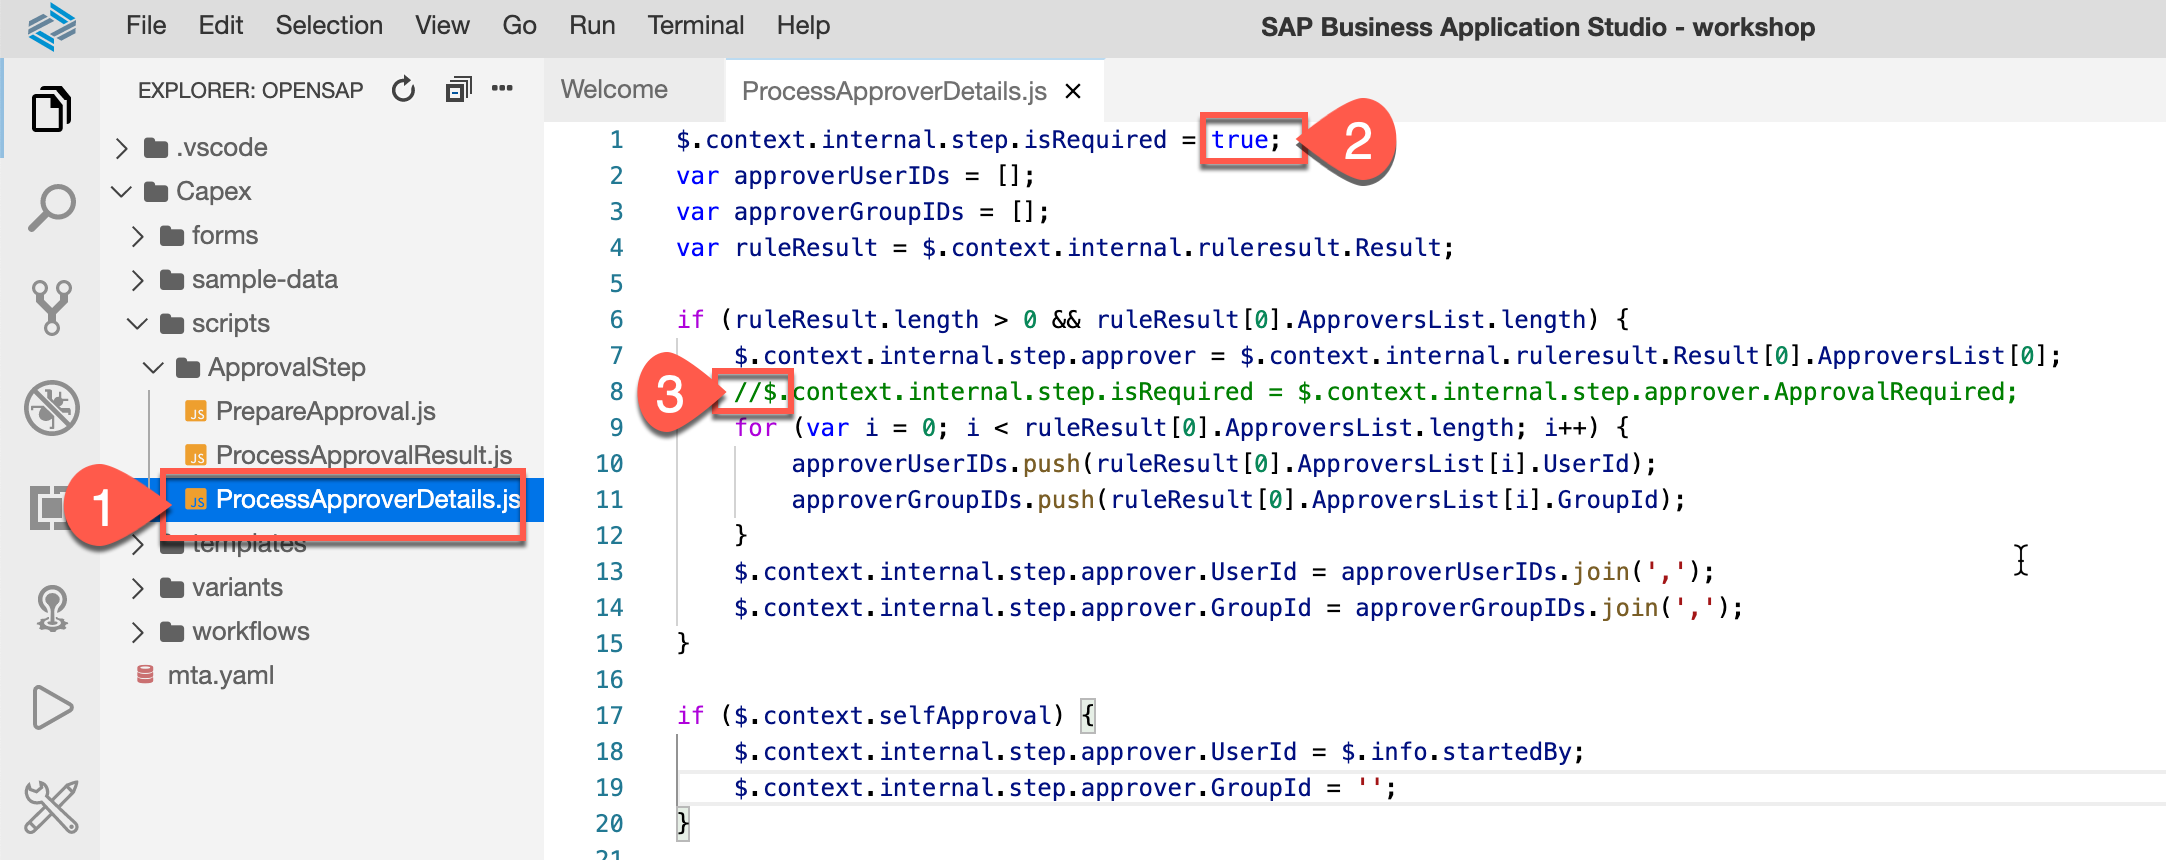 File Edit Selection View Go Run Terminal Help
SAP Business Application Studio - workshop
EXPLORER: OPENSAP
.vscode
Capex
forms
sample-data
scripts
ApprovalStep
JS PrepareApproval.js
JS ProcessApprovalResult.js
1
JS ProcessApproverDetails.js
templates
variants
workflows
mta.yaml
Welcome
ProcessApproverDetails.js
1 $.context.internal.step.isRequired = true;
2
2 var approverUserIDs = [];
3 var approverGroupIDs = [];
4 var ruleResult = $.context.internal.ruleresult.Result;
5
6 if (ruleResult.length > 0 && ruleResult[0].ApproversList.length) {
7     $.context.internal.step.approver = $.context.internal.ruleresult.Result[0].ApproversList[0];
3
8     //$.context.internal.step.isRequired = $.context.internal.step.approver.ApprovalRequired;
9     for (var i = 0; i < ruleResult[0].ApproversList.length; i++) {
10         approverUserIDs.push(ruleResult[0].ApproversList[i].UserId);
11         approverGroupIDs.push(ruleResult[0].ApproversList[i].GroupId);
12     }
13     $.context.internal.step.approver.UserId = approverUserIDs.join(',');
14     $.context.internal.step.approver.GroupId = approverGroupIDs.join(',');
15 }
16
17 if ($.context.selfApproval) {
18     $.context.internal.step.approver.UserId = $.info.startedBy;
19     $.context.internal.step.approver.GroupId = '';
20 }
21